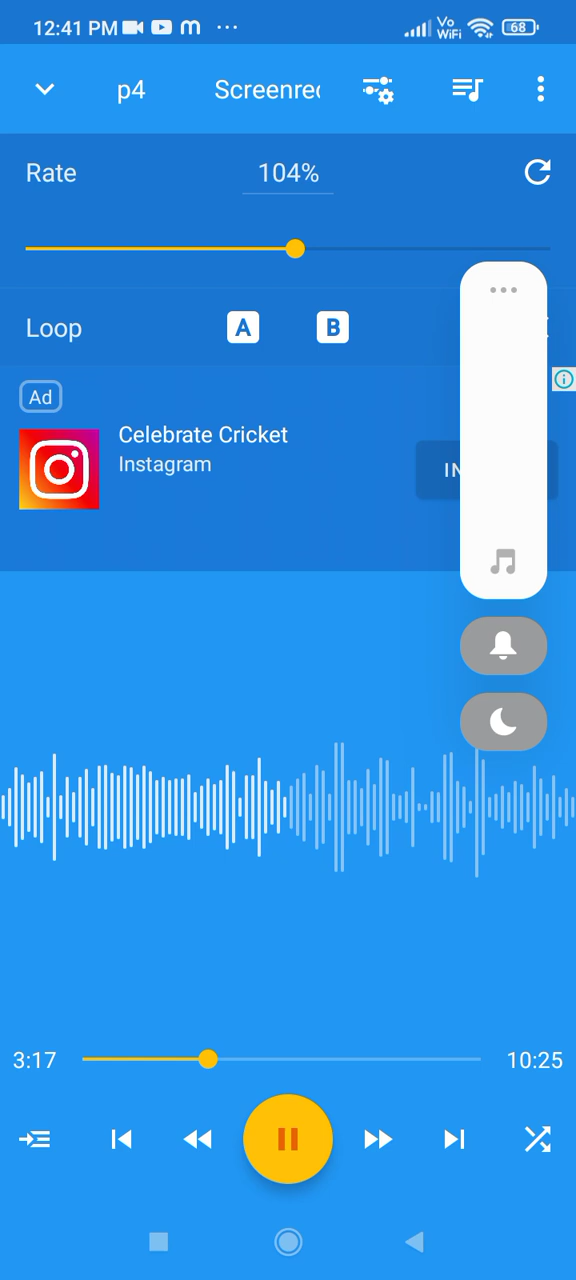 12:41 PM
Vo
WiFi
68
p4
Screenrec
Rate
104%
Loop
A
B
Ad
Celebrate Cricket
Instagram
IN
3:17
10:25